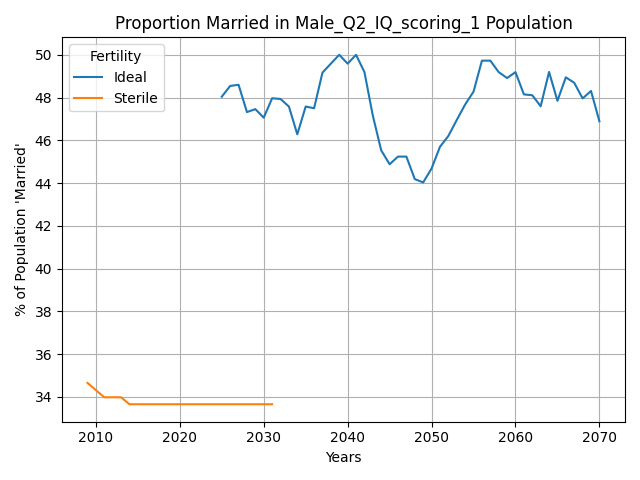 Proportion Married in Male_Q2_IQ_scoring_1 Population
Fertility
Ideal
Sterile
% of Population 'Married'
50
48
46
44
42
40
38
36
34
2010 2020 2030 2040 2050 2060 2070
Years